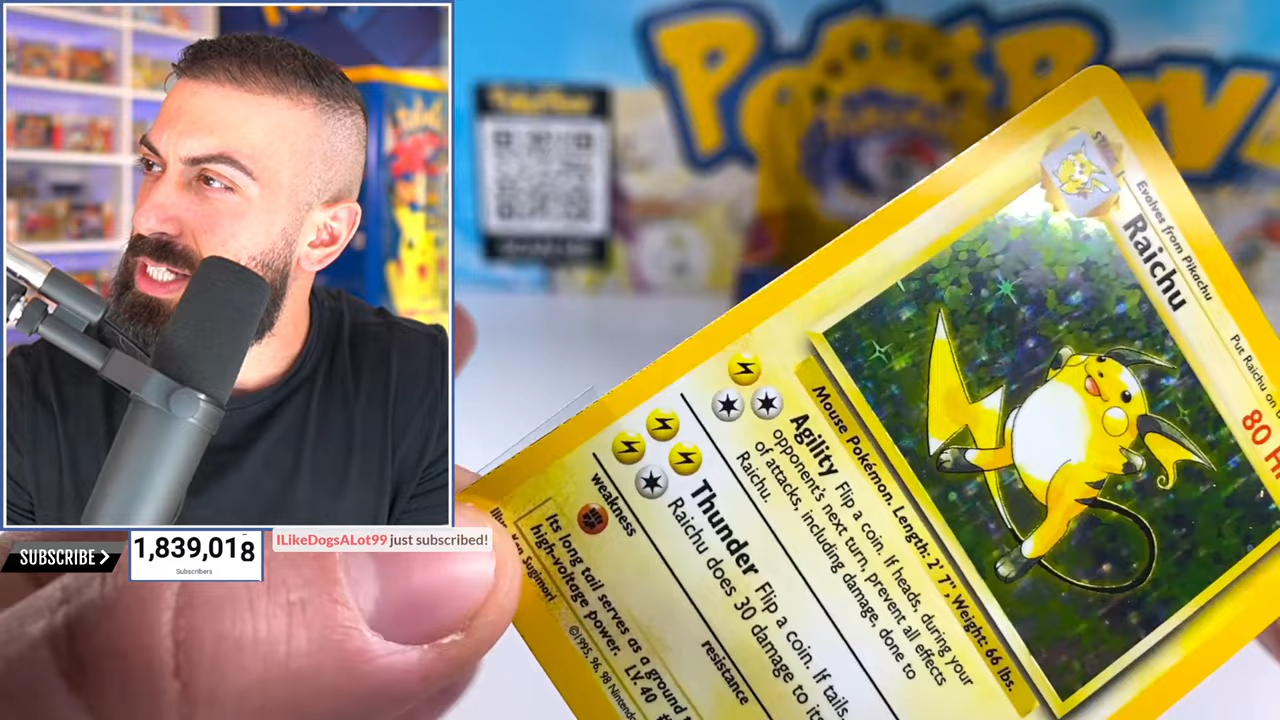 SUBSCRIBE >
1,839,018
Subscribers
ILikeDogsALot99 just subscribed!
Evolves from Pikachu
Raichu
80
Mouse Pokémon. Length: 2' 7", Weight: 66 lbs.
Agility Flip a coin. If heads, during your
opponent's next turn, prevent all effects
of attacks, including damage, done to
Raichu.
Thunder Flip a coin. If tails,
Raichu does 30 damage to
weakness
resistance
Its long tail serves as a ground
high-voltage power. LV. 40
Illus. Ken Sugimori
©1995, 96, 98 Nintendo
Put Raichu on